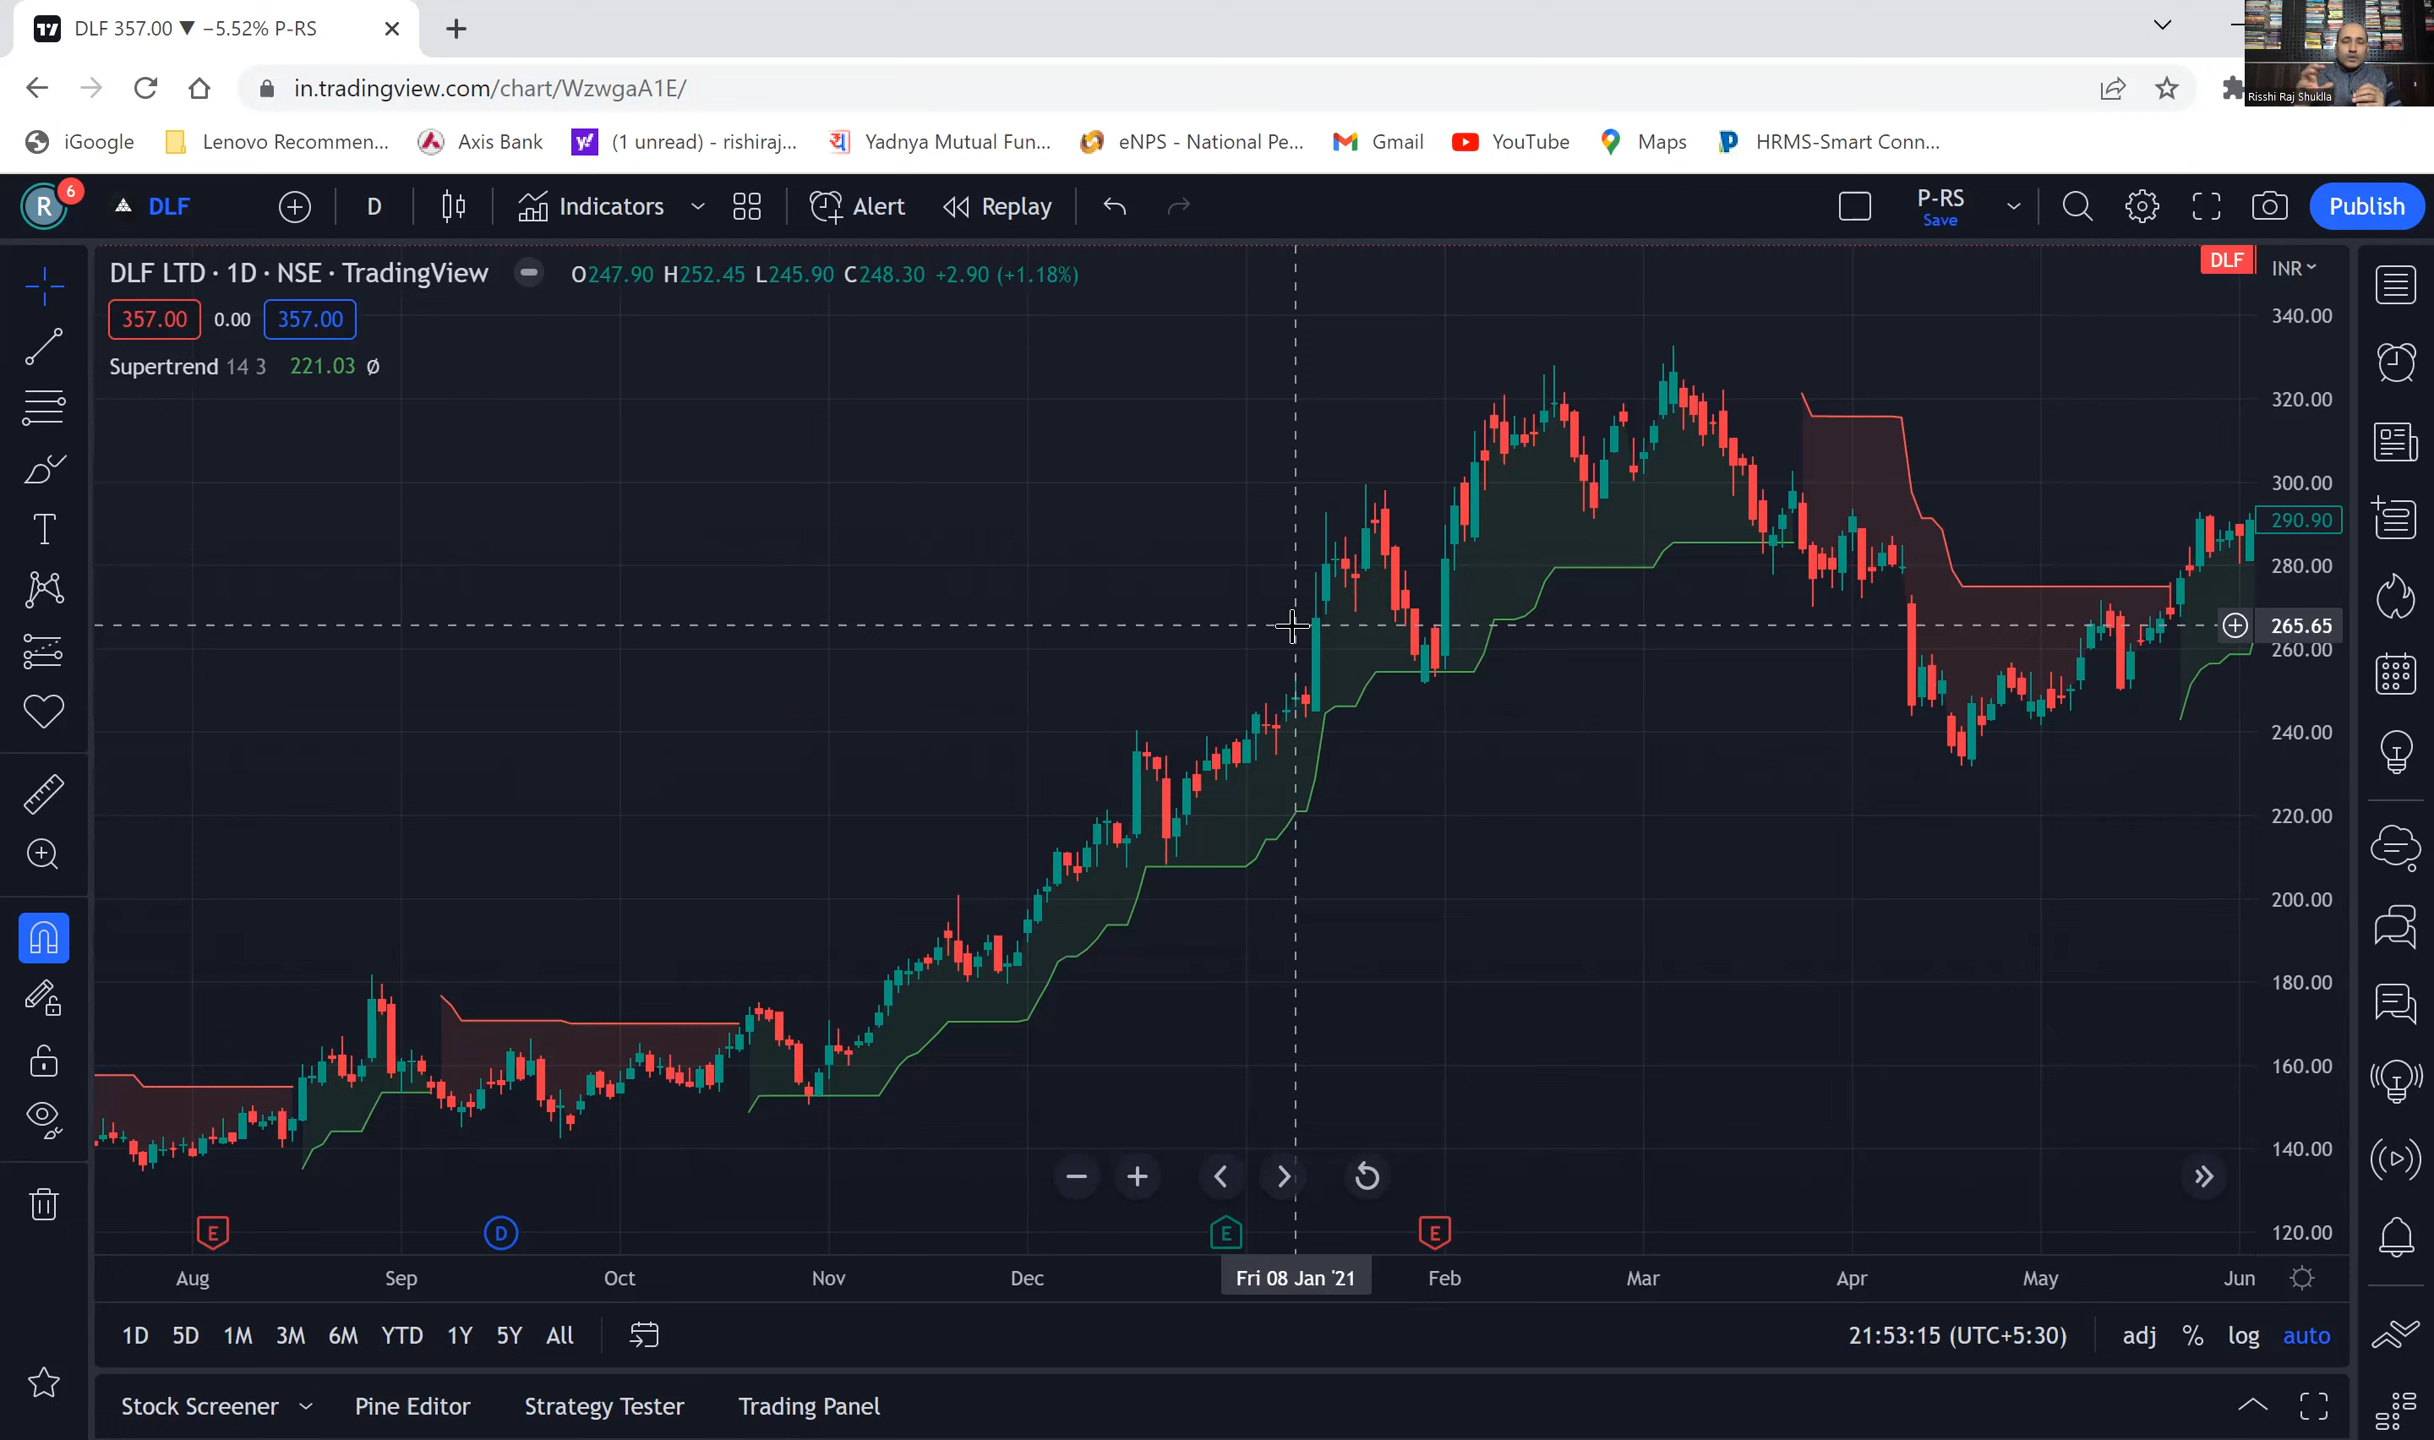 DLF 357.00 ▼ −5.52% P-RS
in.tradingview.com/chart/WzwgaA1E/
Risshi Raj Shuklla
iGoogle Lenovo Recommen... Axis Bank (1 unread) - rishiraj... Yadnya Mutual Fun... eNPS - National Pe... Gmail YouTube Maps HRMS-Smart Conn...
R 6 DLF D Indicators Alert Replay P-RS Save Publish
DLF LTD · 1D · NSE · TradingView O247.90 H252.45 L245.90 C248.30 +2.90 (+1.18%)
DLF INR
357.00 0.00 357.00
Supertrend 14 3 221.03 Ø
340.00
320.00
300.00
290.90
280.00
265.65
260.00
240.00
220.00
200.00
180.00
160.00
140.00
120.00
E D E E
Aug Sep Oct Nov Dec Fri 08 Jan '21 Feb Mar Apr May Jun
1D 5D 1M 3M 6M YTD 1Y 5Y All 21:53:15 (UTC+5:30) adj % log auto
Stock Screener Pine Editor Strategy Tester Trading Panel